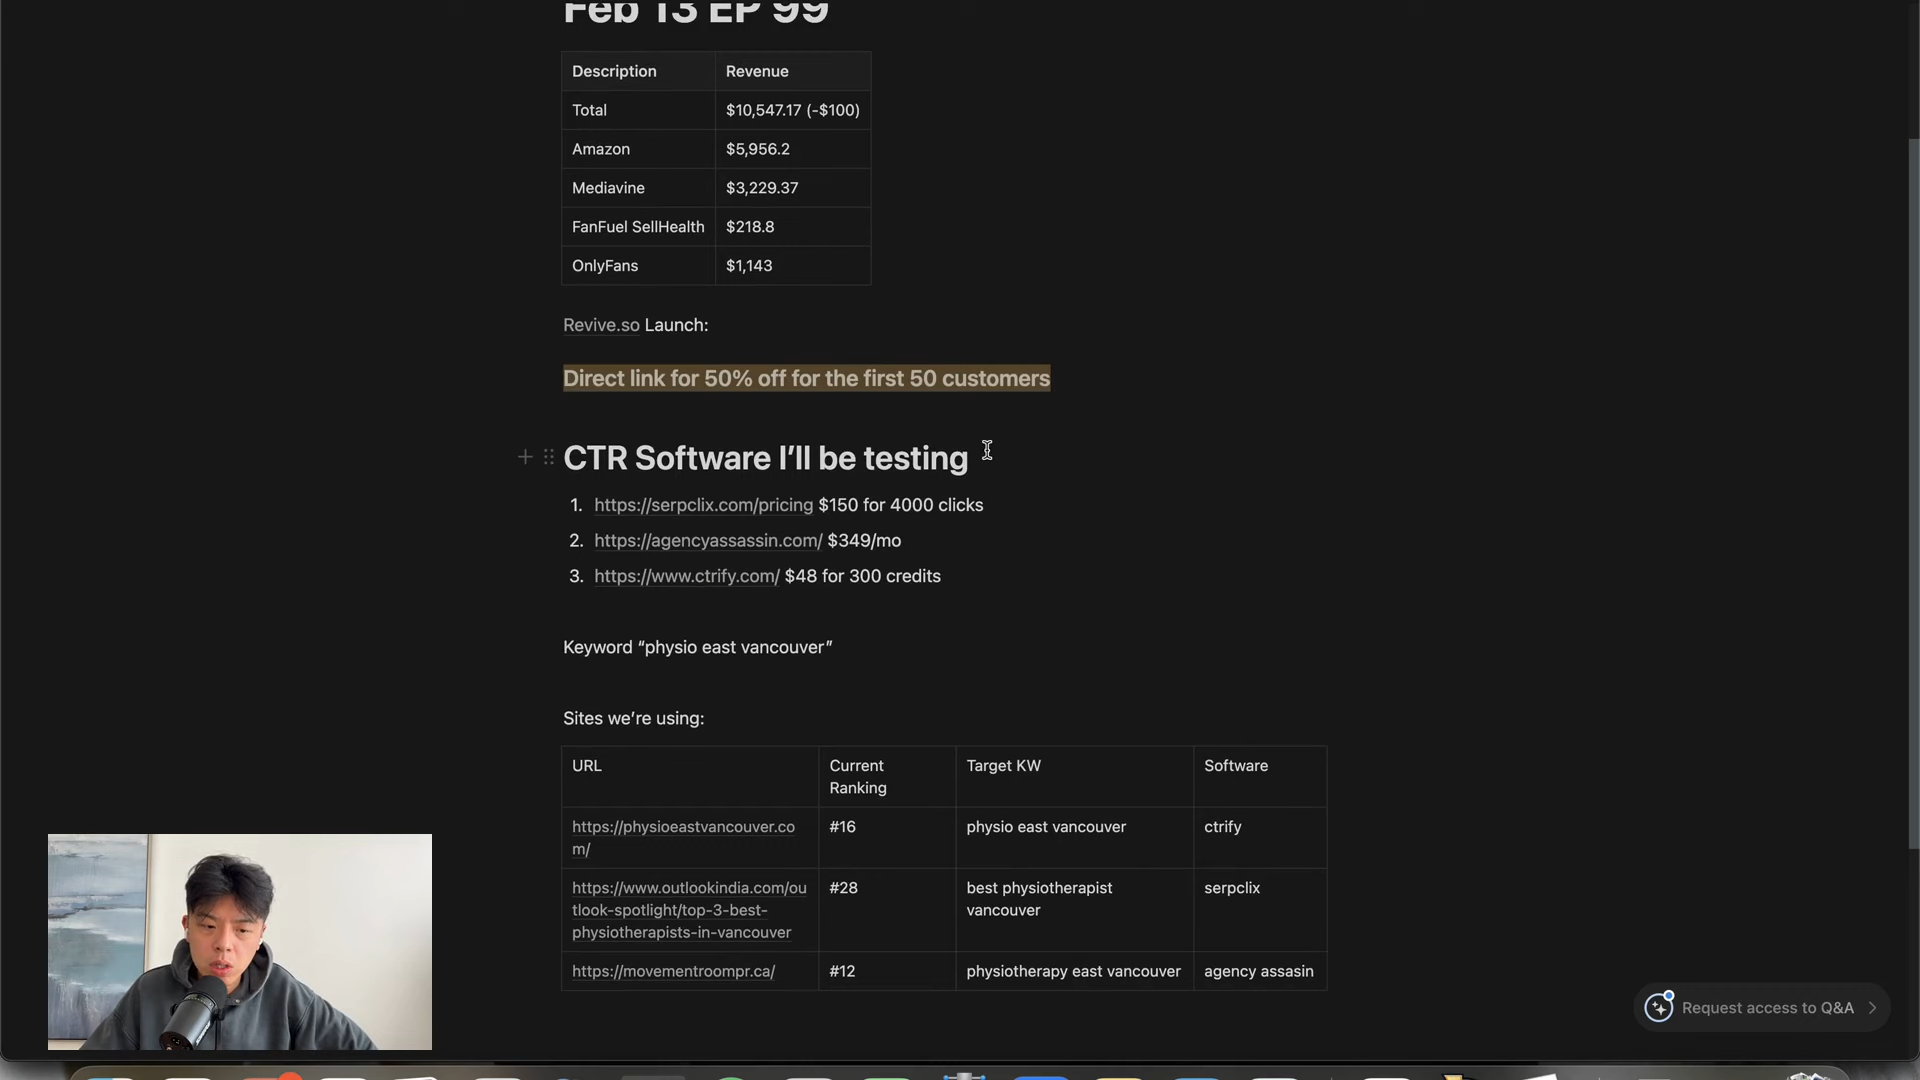 Feb 13 EP 99
Description Revenue
Total $10,547.17 (-$100)
Amazon $5,956.2
Mediavine $3,229.37
FanFuel SellHealth $218.8
OnlyFans $1,143
Revive.so Launch:
Direct link for 50% off for the first 50 customers
CTR Software I’ll be testing
1. https://serpclix.com/pricing $150 for 4000 clicks
2. https://agencyassassin.com/ $349/mo
3. https://www.ctrify.com/ $48 for 300 credits
Keyword “physio east vancouver”
Sites we’re using:
URL Current Target KW Software
Ranking
https://physioeastvancouver.co #16 physio east vancouver ctrify
m/
https://www.outlookindia.com/ou #28 best physiotherapist serpclix
tlook-spotlight/top-3-best- vancouver
physiotherapists-in-vancouver
https://movementroompr.ca/ #12 physiotherapy east vancouver agency assasin
Request access to Q&A